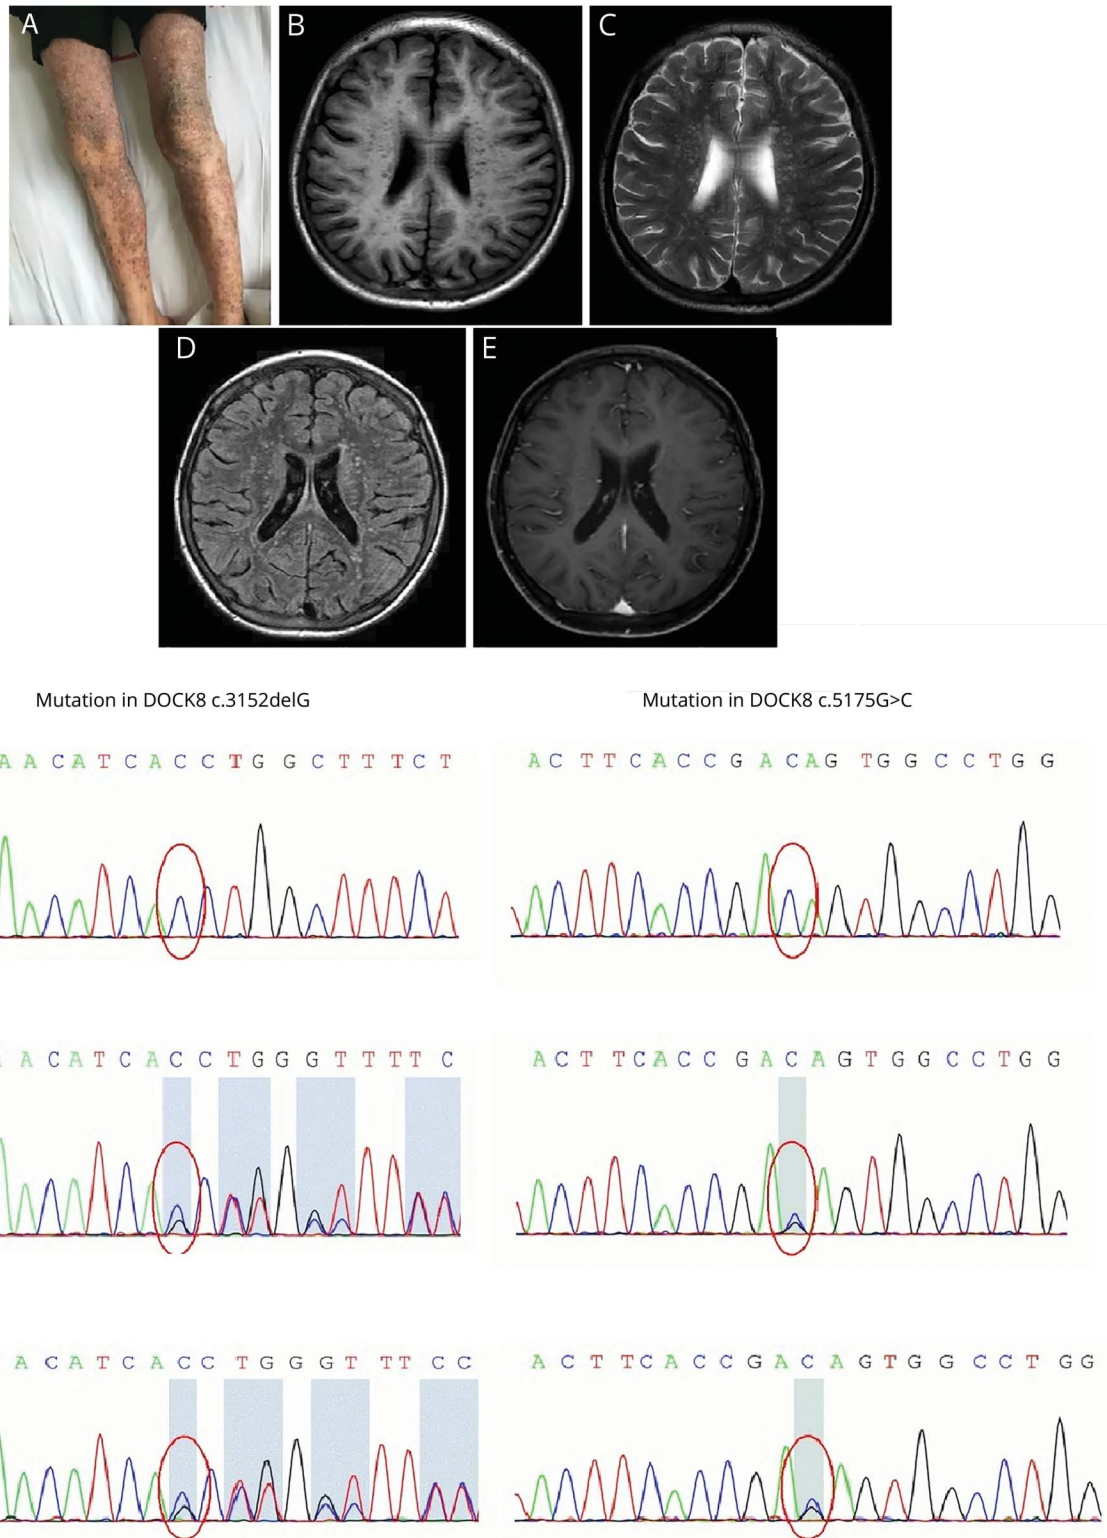 A B C
D E
Mutation in DOCK8 c.3152delG Mutation in DOCK8 c.5175G>C
A A C A T C A C C T G G C T T T C T A C T T C A C C G A C A G T G G C C T G G
A C A T C A C C T G G G T T T T C A C T T C A C C G A C A G T G G C C T G G
A C A T C A C C T G G G T T T C C A C T T C A C C G A C A G T G G C C T G G